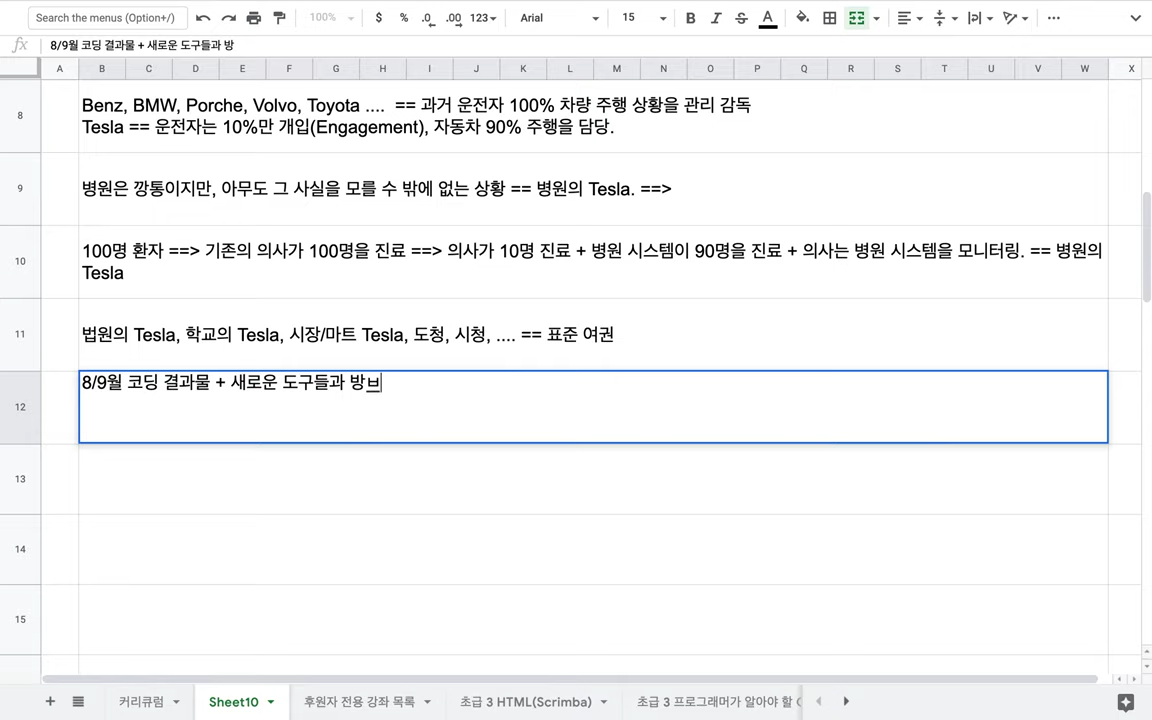 Search the menus (Option+/)
100%
$ % .0 .00 123
Arial
15
B I S A
fx 8/9월 코딩 결과물 + 새로운 도구들과 방
A B C D E F G H I J K L M N O P Q R S T U V W X
8
Benz, BMW, Porche, Volvo, Toyota .... == 과거 운전자 100% 차량 주행 상황을 관리 감독
Tesla == 운전자는 10%만 개입(Engagement), 자동차 90% 주행을 담당.
9
병원은 깡통이지만, 아무도 그 사실을 모를 수 밖에 없는 상황 == 병원의 Tesla. ==>
10
100명 환자 ==> 기존의 의사가 100명을 진료 ==> 의사가 10명 진료 + 병원 시스템이 90명을 진료 + 의사는 병원 시스템을 모니터링. == 병원의
Tesla
11
법원의 Tesla, 학교의 Tesla, 시장/마트 Tesla, 도청, 시청, .... == 표준 여권
12
8/9월 코딩 결과물 + 새로운 도구들과 방ㅂ
13
14
15
커리큐럼
Sheet10
후원자 전용 강좌 목록
초급 3 HTML(Scrimba)
초급 3 프로그래머가 알아야 할